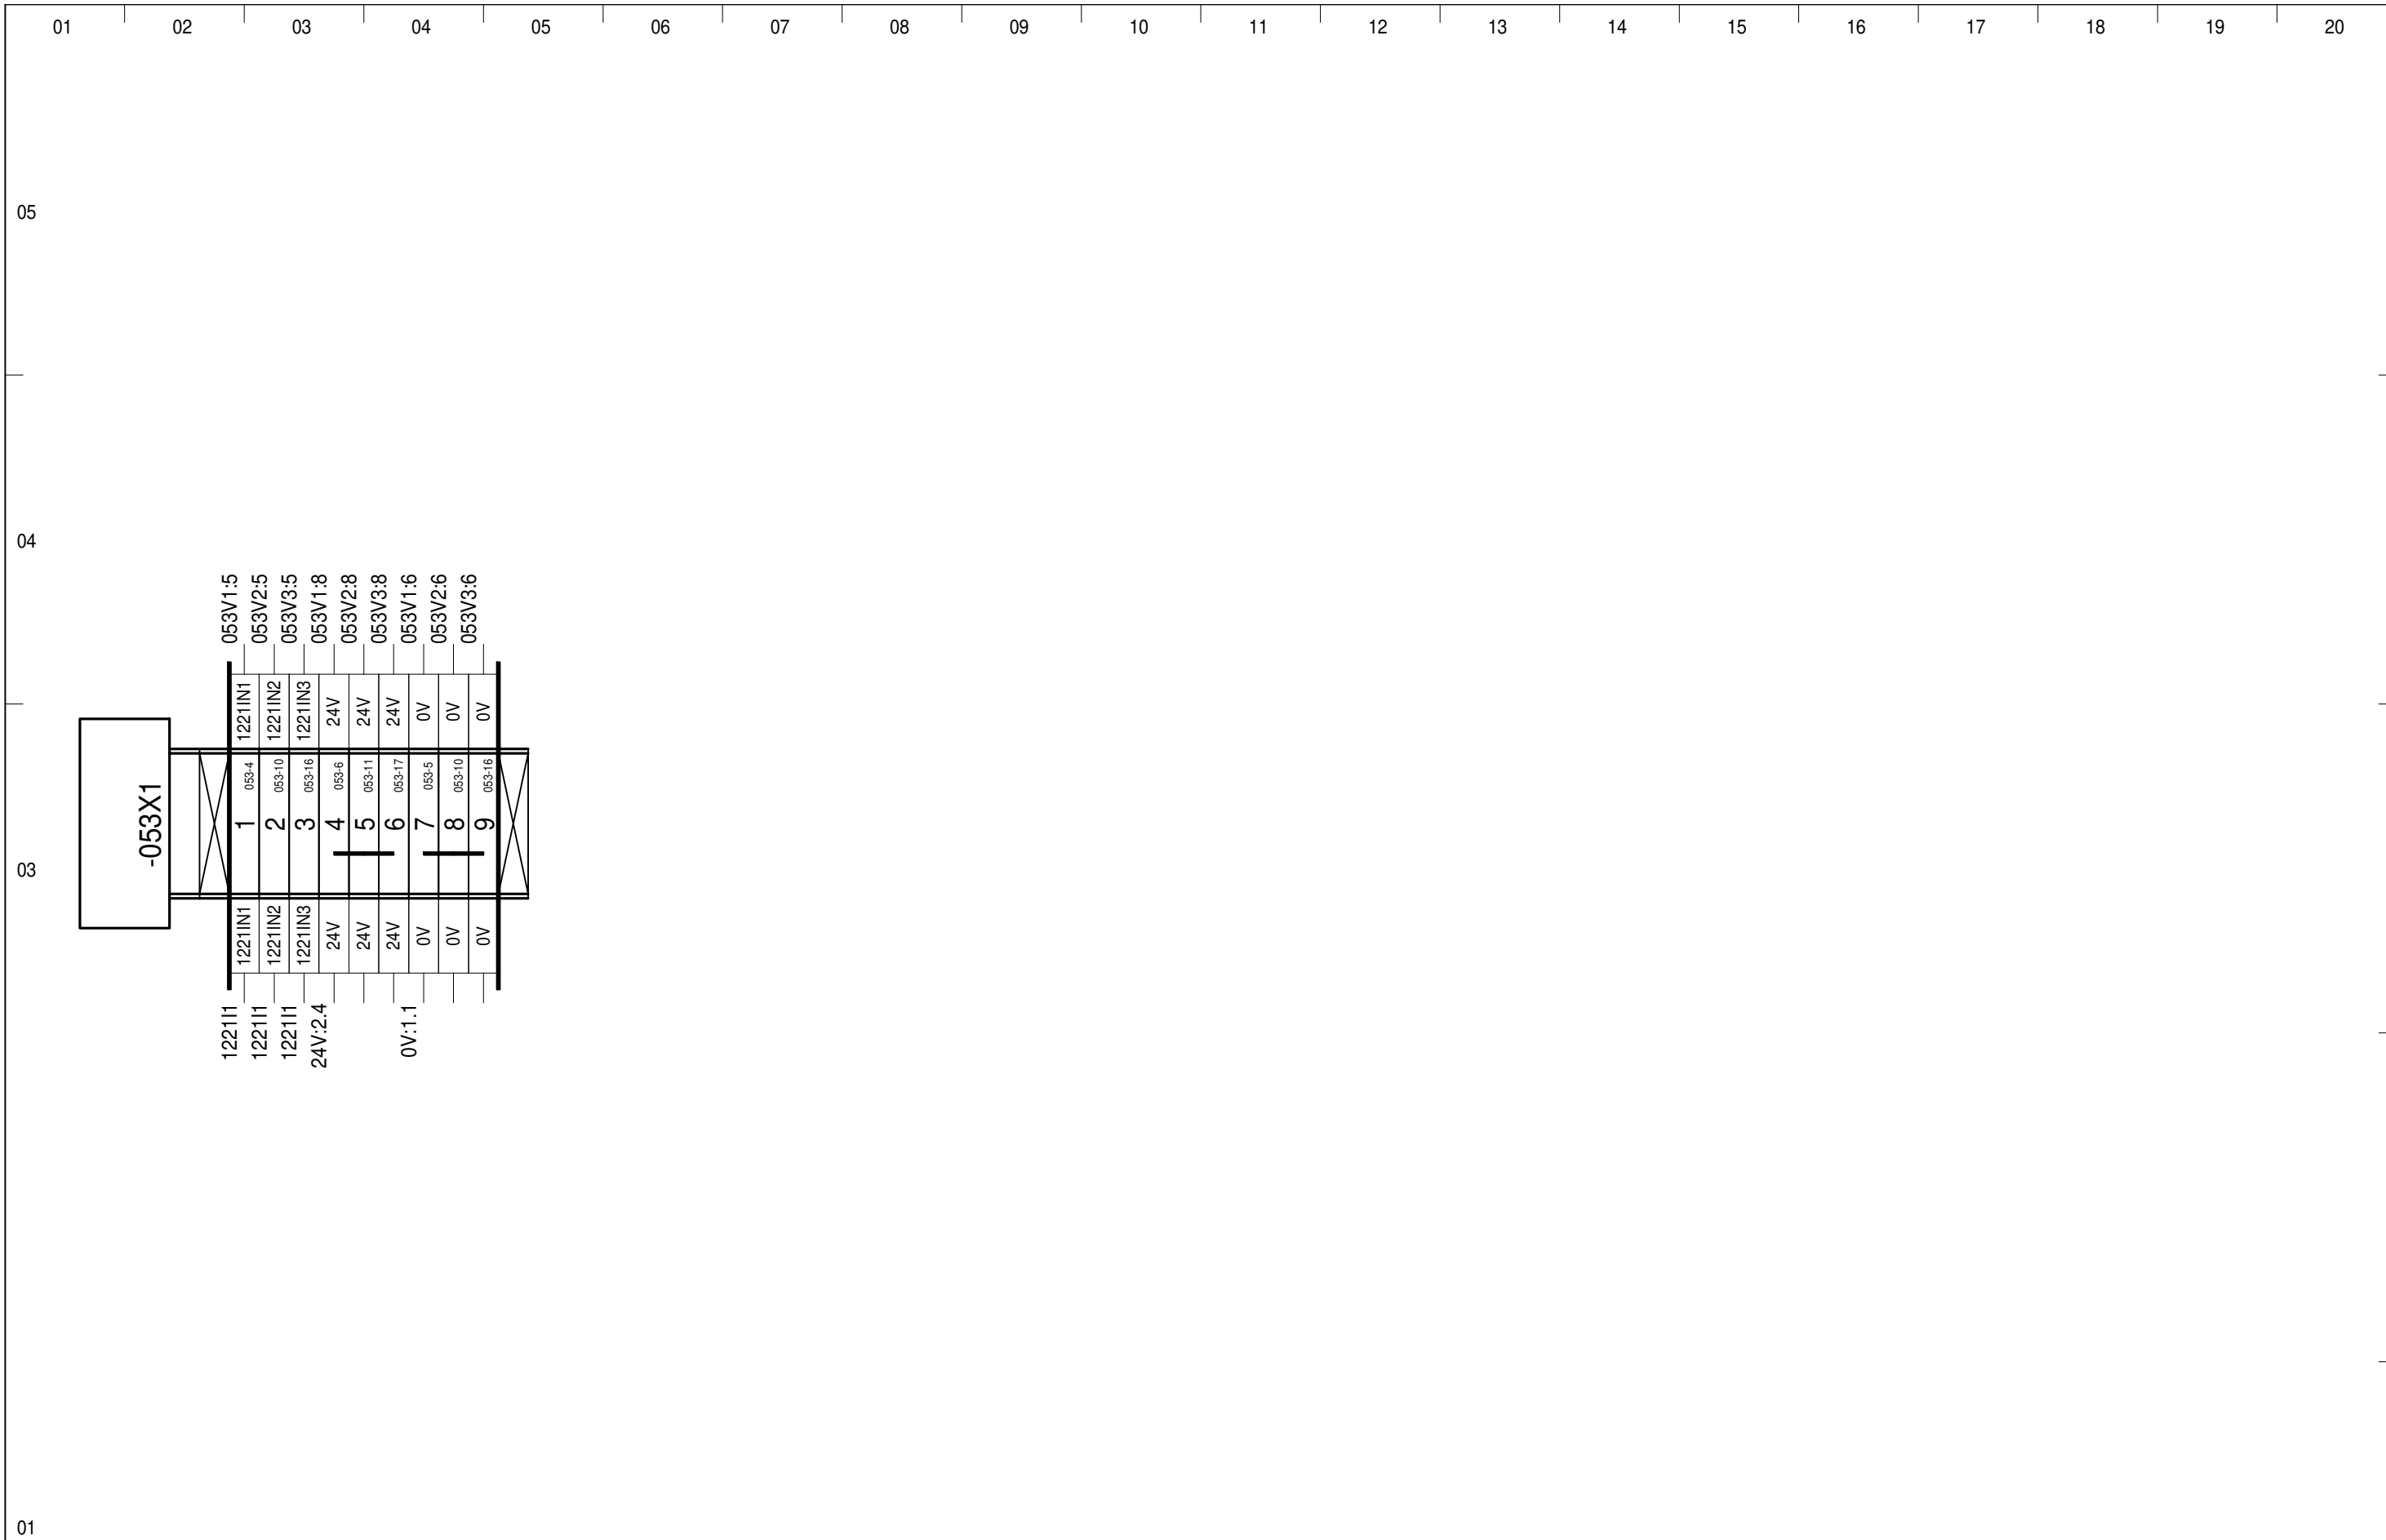 01 02 03 04 05 06 07 08 09 10 11 12 13 14 15 16 17 18 19 20
05
04
053V1:5
053V2:5
053V3:5
053V1:8
053V2:8
053V3:8
053V1:6
053V2:6
053V3:6
1221IN1
1221IN2
1221IN3
24V
24V
24V
0V
0V
0V
-053X1
053-4
053-10
053-16
053-6
053-11
053-17
053-5
053-10
053-16
1
2
3
4
5
6
7
8
9
03
1221IN1
1221IN2
1221IN3
24V
24V
24V
0V
0V
0V
1221I1
1221I1
1221I1
24V:2.4
0V:1.1
01